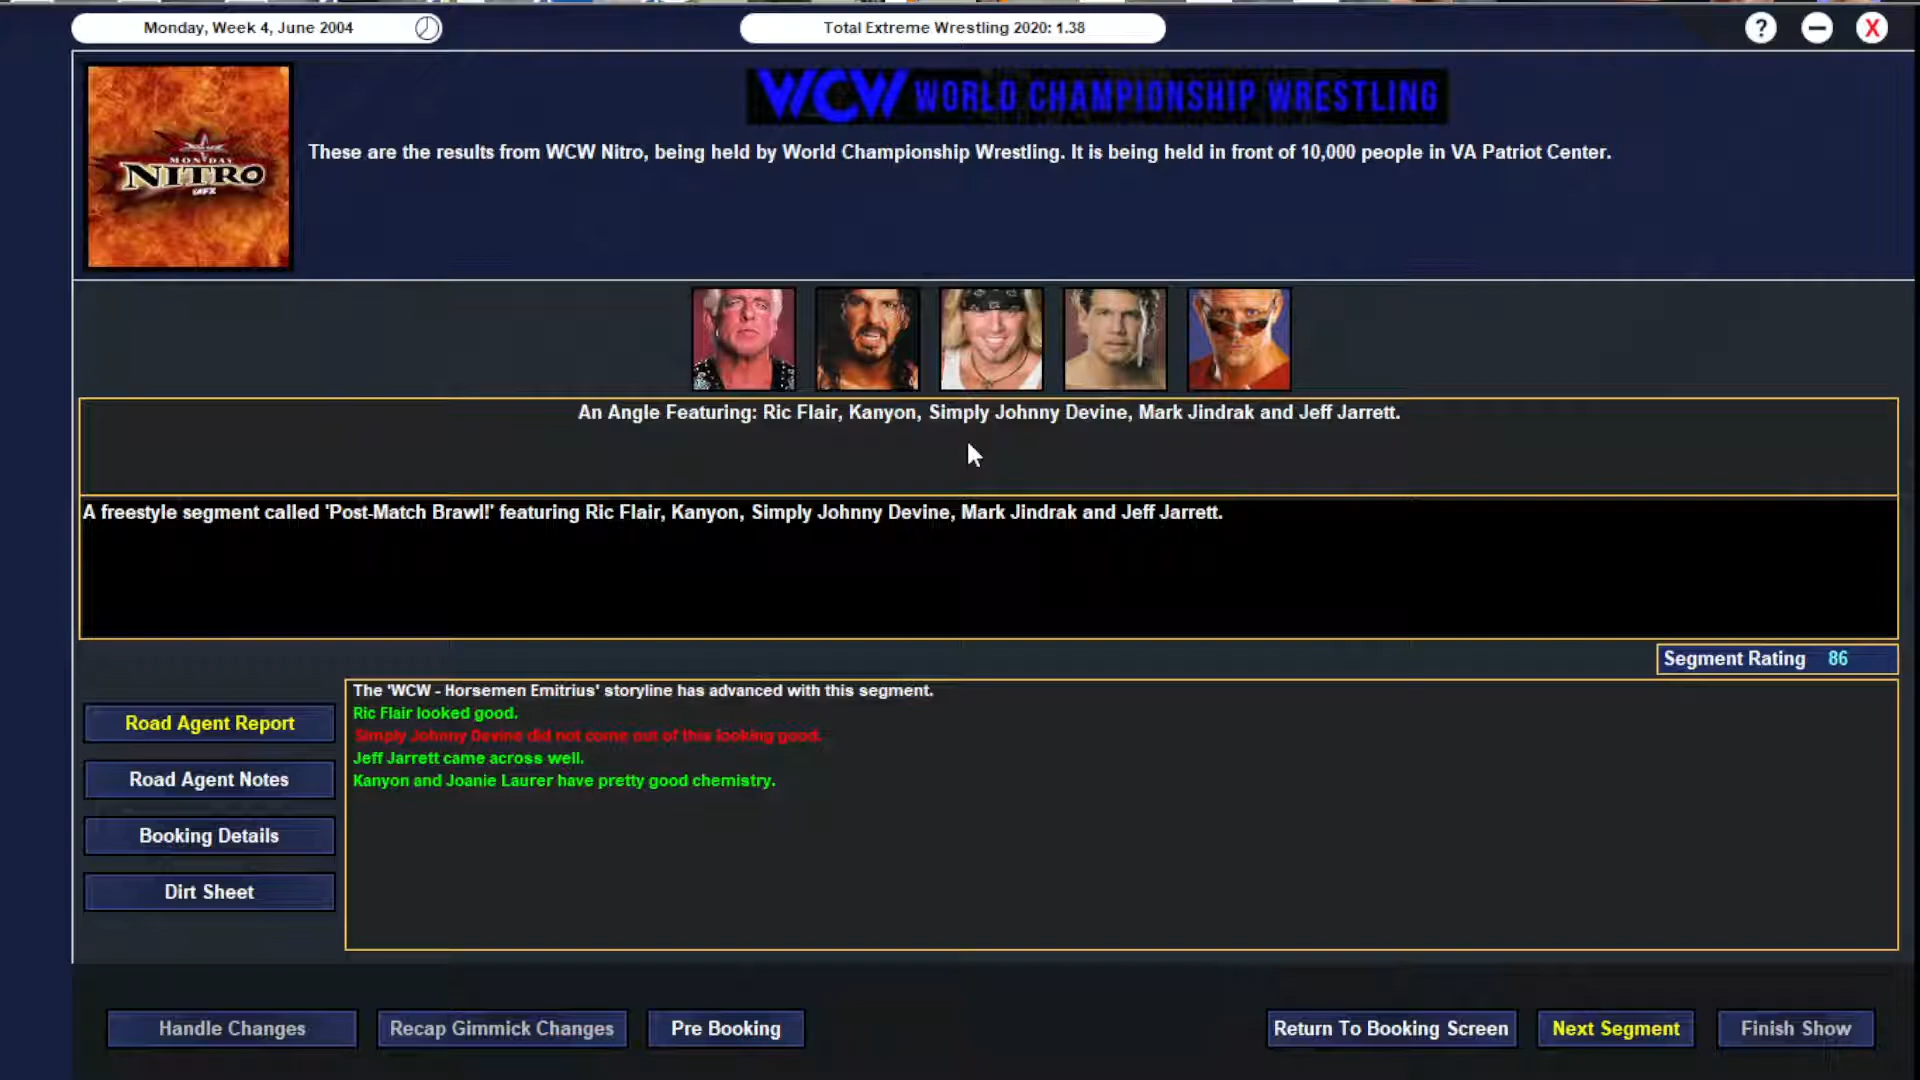 Monday, Week 4, June 2004
Total Extreme Wrestling 2020: 1.38
?
X
WCW WORLD CHAMPIONSHIP WRESTLING
MONDAY
NITRO
These are the results from WCW Nitro, being held by World Championship Wrestling. It is being held in front of 10,000 people in VA Patriot Center.
An Angle Featuring: Ric Flair, Kanyon, Simply Johnny Devine, Mark Jindrak and Jeff Jarrett.
A freestyle segment called 'Post-Match Brawl!' featuring Ric Flair, Kanyon, Simply Johnny Devine, Mark Jindrak and Jeff Jarrett.
Segment Rating 86
The 'WCW - Horsemen Emitrius' storyline has advanced with this segment.
Ric Flair looked good.
Simply Johnny Devine did not come out of this looking good.
Jeff Jarrett came across well.
Kanyon and Joanie Laurer have pretty good chemistry.
Road Agent Report
Road Agent Notes
Booking Details
Dirt Sheet
Handle Changes
Recap Gimmick Changes
Pre Booking
Return To Booking Screen
Next Segment
Finish Show